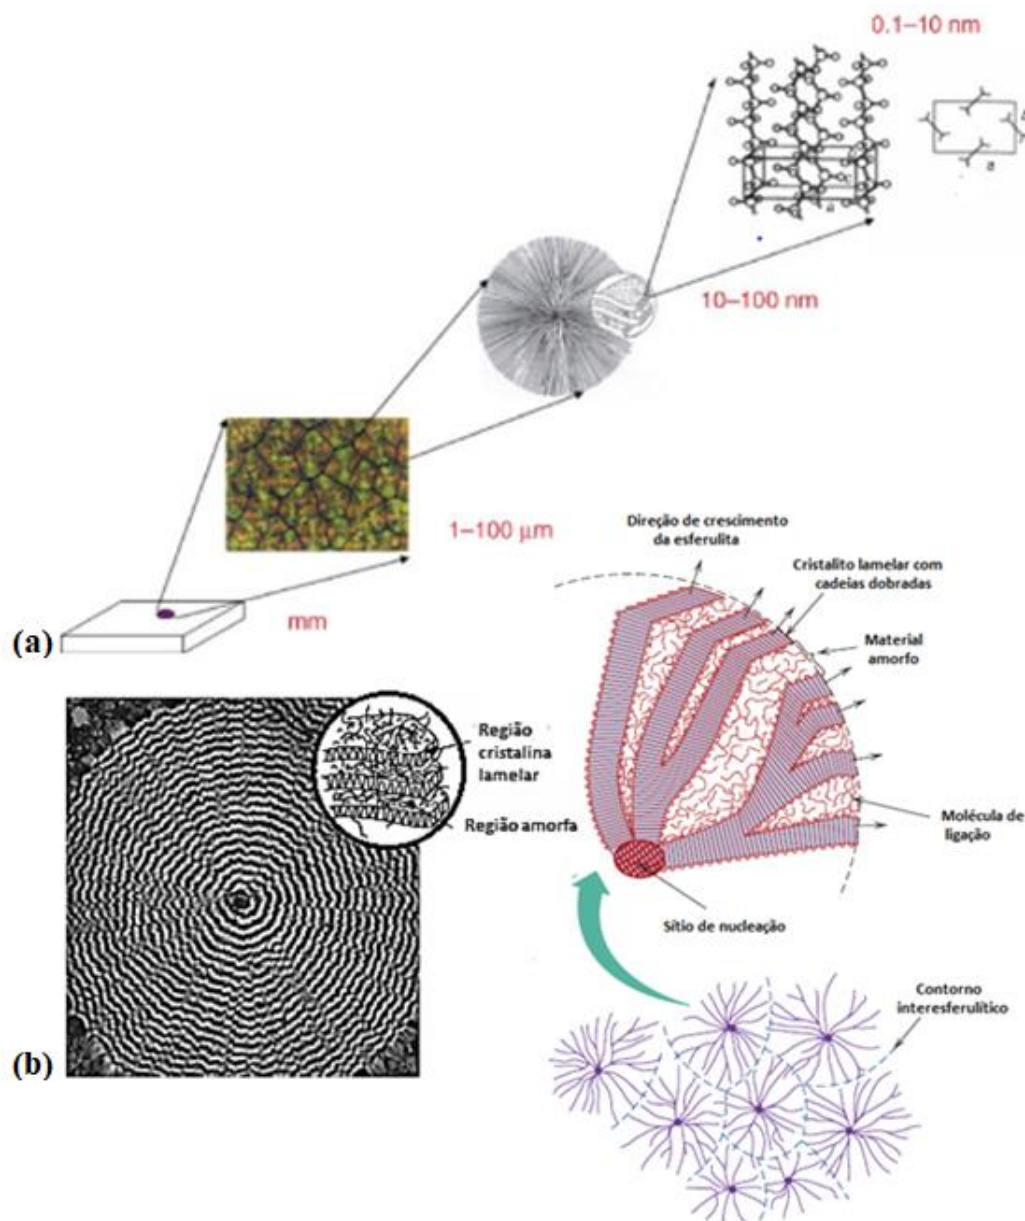 0.1–10 nm
10–100 nm
1–100 μm
mm
(a)
Direção de crescimento
da esferulita
Cristalito lamelar com
cadeias dobradas
Material
amorfo
Molécula de
ligação
Sítio de nucleação
Região
cristalina
lamelar
Região amorfa
(b)
Contorno
interesferulítico